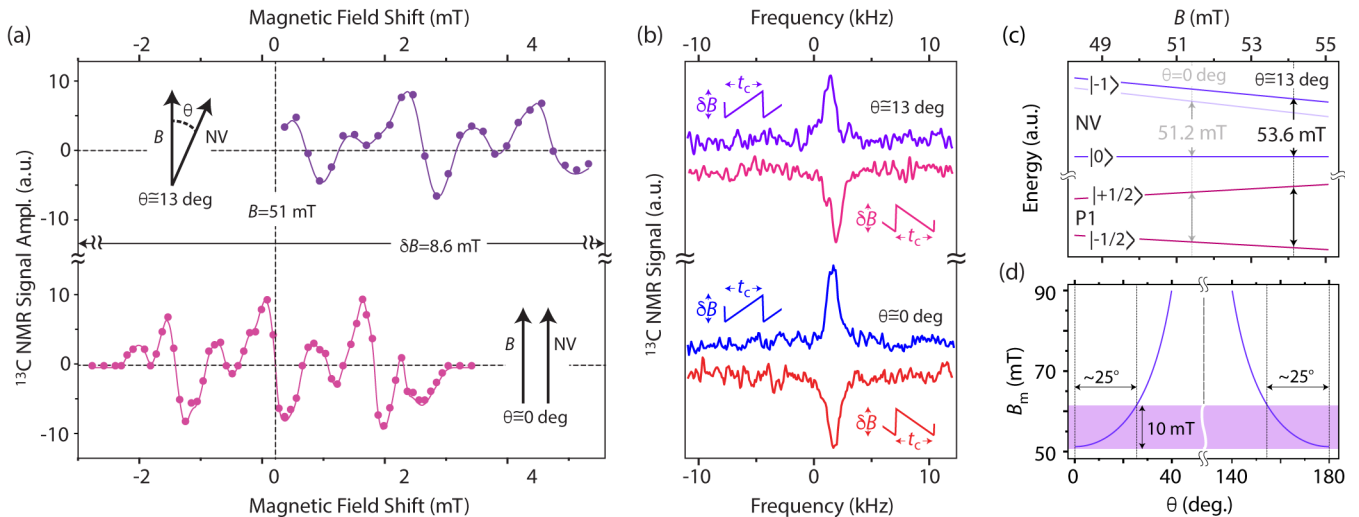 Magnetic Field Shift (mT)
(a)
-2
0
2
4
10
0
-10
B
θ
NV
θ≅13 deg
B=51 mT
δB=8.6 mT
13C NMR Signal Ampl. (a.u.)
10
0
-10
B
NV
θ≅0 deg
-2
0
2
4
Magnetic Field Shift (mT)
Frequency (kHz)
(b)
-10
0
10
δB
tc
θ≅13 deg
δB
tc
13C NMR Signal (a.u.)
δB
tc
θ≅0 deg
δB
tc
-10
0
10
Frequency (kHz)
(c)
B (mT)
49
51
53
55
|-1⟩
θ=0 deg
θ≅13 deg
NV
51.2 mT
53.6 mT
|0⟩
Energy (a.u.)
|+1/2⟩
P1
|-1/2⟩
(d)
90
70
50
Bm (mT)
~25°
~25°
10 mT
0
40
140
180
θ (deg.)